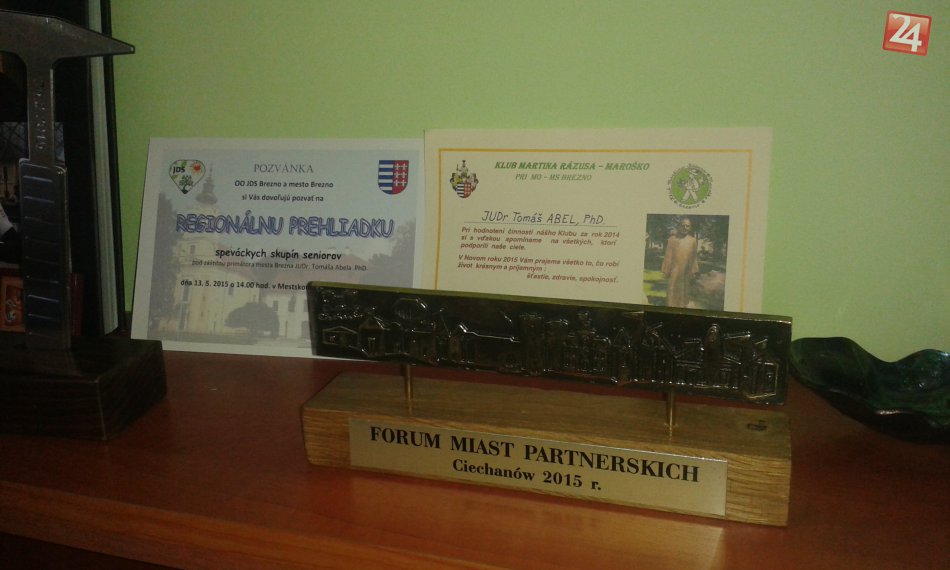 24
JDS
POZVÁNKA
OO JDS Brezno a mesto Brezno
si Vás dovoľujú pozvať na
REGIONÁLNU PREHLIADKU
speváckych skupín seniorov
pod záštitou primátora mesta Brezna JUDr. Tomáša Abela PhD
dňa 13. 5. 2015 o 14.00 hod. v
KLUB MARTINA RÁZUSA – MAROŠKO
PRI MO – MS BREZNO
JUDr Tomáš ABEL, PhD
Pri hodnotení činnosti nášho Klubu za rok 2014
si s vďakou spomíname na všetkých, ktorí
podporili naše ciele.
V Novom roku 2015 Vám prajeme všetko to, čo robí
život krásnym a príjemným :
šťastie, zdravie, spokojnosť.
FORUM MIAST PARTNERSKICH
Ciechanów 2015 r.